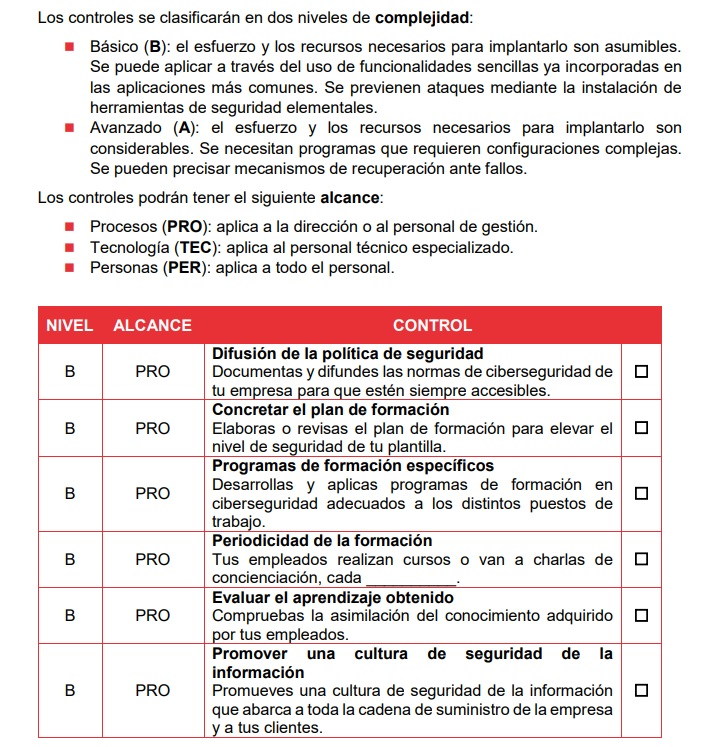 Los controles se clasificarán en dos niveles de complejidad:
Básico (B): el esfuerzo y los recursos necesarios para implantarlo son asumibles.
Se puede aplicar a través del uso de funcionalidades sencillas ya incorporadas en
las aplicaciones más comunes. Se previenen ataques mediante la instalación de
herramientas de seguridad elementales.
Avanzado (A): el esfuerzo y los recursos necesarios para implantarlo son
considerables. Se necesitan programas que requieren configuraciones complejas.
Se pueden precisar mecanismos de recuperación ante fallos.
Los controles podrán tener el siguiente alcance:
Procesos (PRO): aplica a la dirección o al personal de gestión.
Tecnología (TEC): aplica al personal técnico especializado.
Personas (PER): aplica a todo el personal.
NIVEL ALCANCE CONTROL
Difusión de la política de seguridad
B PRO Documentas y difundes las normas de ciberseguridad de
tu empresa para que estén siempre accesibles.
Concretar el plan de formación
B PRO Elaboras o revisas el plan de formación para elevar el
nivel de seguridad de tu plantilla.
Programas de formación específicos
Desarrollas y aplicas programas de formación en
B PRO ciberseguridad adecuados a los distintos puestos de
trabajo.
Periodicidad de la formación
B PRO Tus empleados realizan cursos o van a charlas de
concienciación, cada __________.
Evaluar el aprendizaje obtenido
B PRO Compruebas la asimilación del conocimiento adquirido
por tus empleados.
Promover una cultura de seguridad de la
información
B PRO Promueves una cultura de seguridad de la información
que abarca a toda la cadena de suministro de la empresa
y a tus clientes.